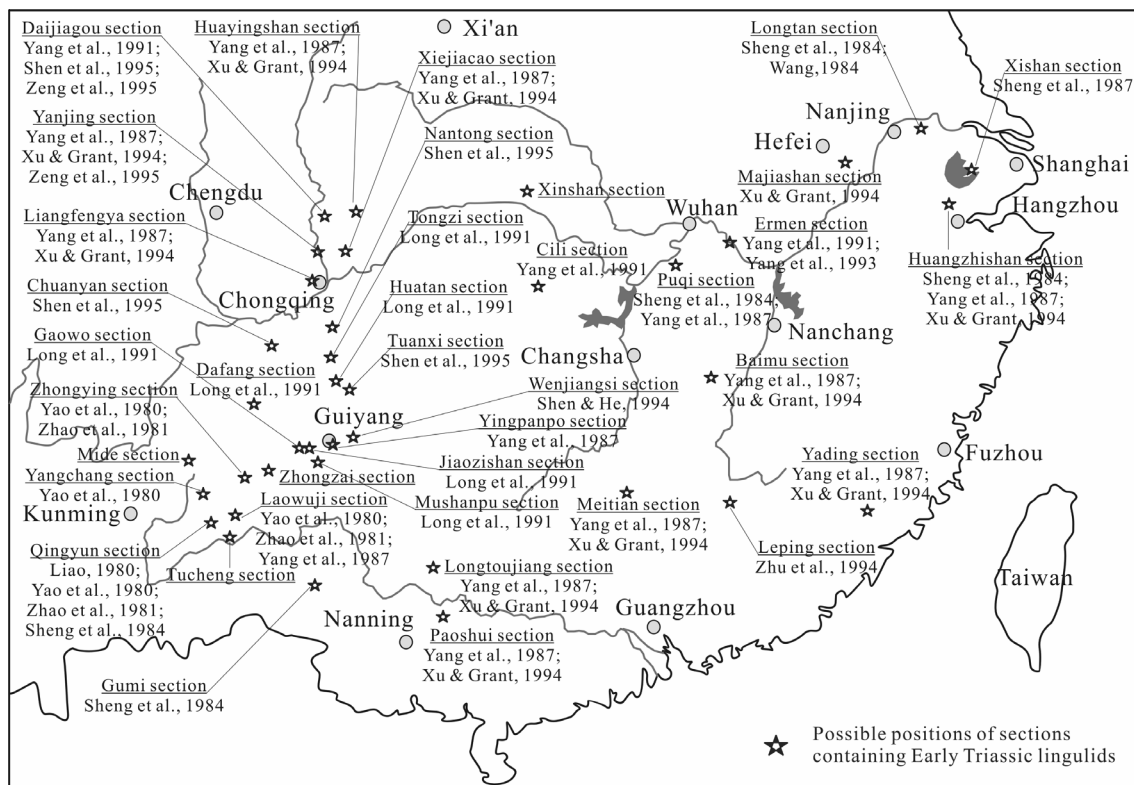 Daijiagou section
Yang et al., 1991;
Shen et al., 1995;
Zeng et al., 1995
Huayingshan section
Yang et al., 1987;
Xu & Grant, 1994
Xi'an
Xiejiacao section
Yang et al., 1987;
Xu & Grant, 1994
Longtan section
Sheng et al., 1984;
Wang,1984
Xishan section
Sheng et al., 1987
Yanjing section
Yang et al., 1987;
Xu & Grant, 1994;
Zeng et al., 1995
Nantong section
Shen et al., 1995
Nanjing
Hefei
Shanghai
Majiashan section
Xu & Grant, 1994
Chengdu
Xinshan section
Hangzhou
Liangfengya section
Yang et al., 1987;
Xu & Grant, 1994
Tongzi section
Long et al., 1991
Wuhan
Ermen section
Yang et al., 1991;
Yang et al., 1993
Cili section
Yang et al., 1991
Huangzhishan section
Sheng et al., 1984;
Yang et al., 1987;
Xu & Grant, 1994
Chuanyan section
Shen et al., 1995
Chongqing
Huatan section
Long et al., 1991
Puqi section
Sheng et al., 1984;
Yang et al., 1987
Nanchang
Gaowo section
Long et al., 1991
Tuanxi section
Shen et al., 1995
Changsha
Dafang section
Long et al., 1991
Baimu section
Yang et al., 1987;
Xu & Grant, 1994
Zhongying section
Yao et al., 1980;
Zhao et al., 1981
Wenjiangsi section
Shen & He, 1994
Guiyang
Yingpanpo section
Yang et al., 1987
Mide section
Jiaozishan section
Long et al., 1991
Fuzhou
Yangchang section
Yao et al., 1980
Zhongzai section
Yading section
Yang et al., 1987;
Xu & Grant, 1994
Kunming
Laowuji section
Yao et al., 1980;
Zhao et al., 1981;
Yang et al., 1987
Mushanpu section
Long et al., 1991
Meitian section
Yang et al., 1987;
Xu & Grant, 1994
Qingyun section
Liao, 1980;
Yao et al., 1980;
Zhao et al., 1981;
Sheng et al., 1984
Tucheng section
Leping section
Zhu et al., 1994
Longtoujiang section
Yang et al., 1987;
Xu & Grant, 1994
Taiwan
Nanning
Guangzhou
Paoshui section
Yang et al., 1987;
Xu & Grant, 1994
Gumi section
Sheng et al., 1984
Possible positions of sections
containing Early Triassic lingulids